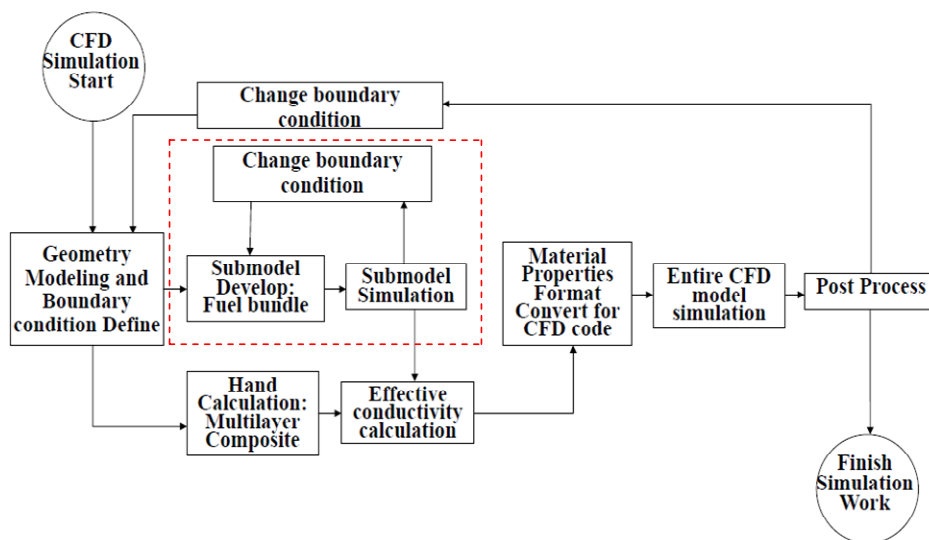 CFD
Simulation
Start
Change boundary
condition
Change boundary
condition
Geometry
Modeling and
Boundary
condition Define
Submodel
Develop:
Fuel bundle
Submodel
Simulation
Material
Properties
Format
Convert for
CFD code
Entire CFD
model
simulation
Post Process
Hand
Calculation:
Multilayer
Composite
Effective
conductivity
calculation
Finish
Simulation
Work